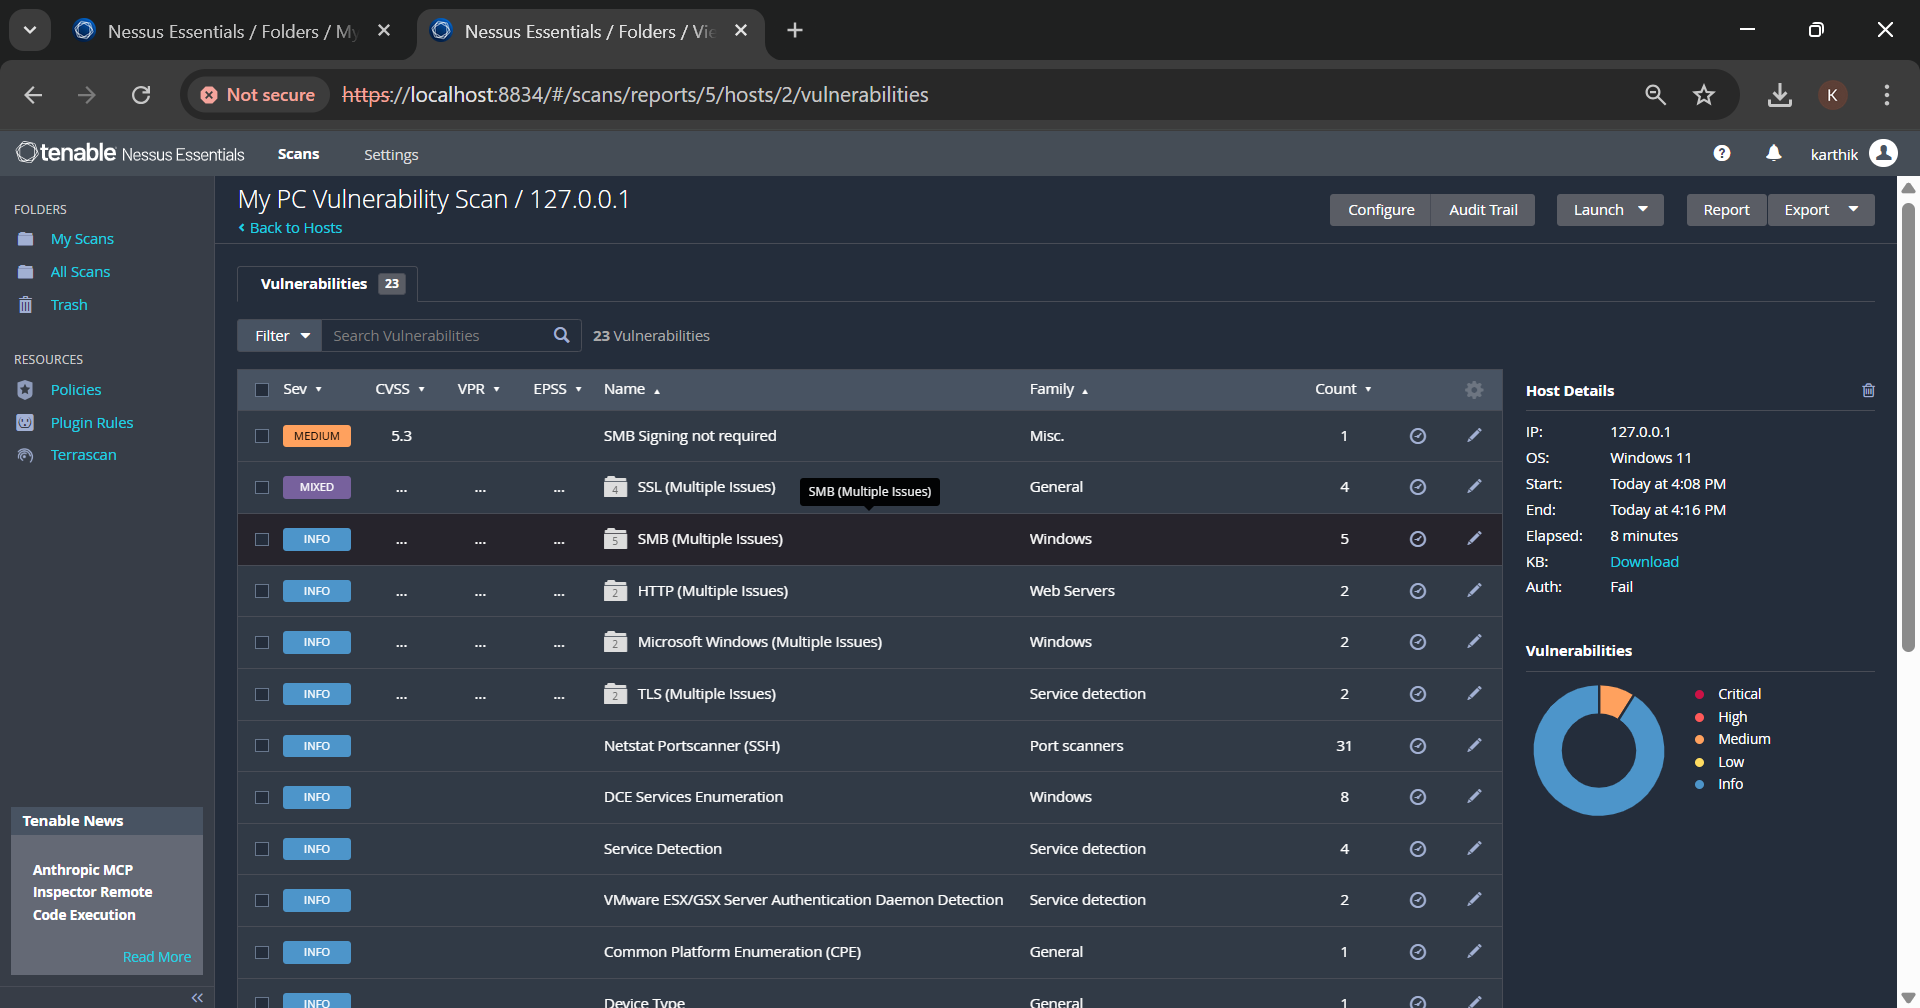 Nessus Essentials / Folders / My
Nessus Essentials / Folders / Vie
Not secure
https://localhost:8834/#/scans/reports/5/hosts/2/vulnerabilities
K
tenable Nessus Essentials
Scans
Settings
?
karthik
FOLDERS
My Scans
All Scans
Trash
RESOURCES
Policies
Plugin Rules
Terrascan
Tenable News
Anthropic MCP
Inspector Remote
Code Execution
Read More
My PC Vulnerability Scan / 127.0.0.1
Back to Hosts
Configure
Audit Trail
Launch
Report
Export
Vulnerabilities 23
Filter
Search Vulnerabilities
23 Vulnerabilities
Sev CVSS VPR EPSS Name Family Count
MEDIUM 5.3 SMB Signing not required Misc. 1
MIXED ... ... ... 4 SSL (Multiple Issues) General 4
SMB (Multiple Issues)
INFO ... ... ... 5 SMB (Multiple Issues) Windows 5
INFO ... ... ... 2 HTTP (Multiple Issues) Web Servers 2
INFO ... ... ... 2 Microsoft Windows (Multiple Issues) Windows 2
INFO ... ... ... 2 TLS (Multiple Issues) Service detection 2
INFO Netstat Portscanner (SSH) Port scanners 31
INFO DCE Services Enumeration Windows 8
INFO Service Detection Service detection 4
INFO VMware ESX/GSX Server Authentication Daemon Detection Service detection 2
INFO Common Platform Enumeration (CPE) General 1
INFO Device Type General 1
Host Details
IP: 127.0.0.1
OS: Windows 11
Start: Today at 4:08 PM
End: Today at 4:16 PM
Elapsed: 8 minutes
KB: Download
Auth: Fail
Vulnerabilities
Critical
High
Medium
Low
Info